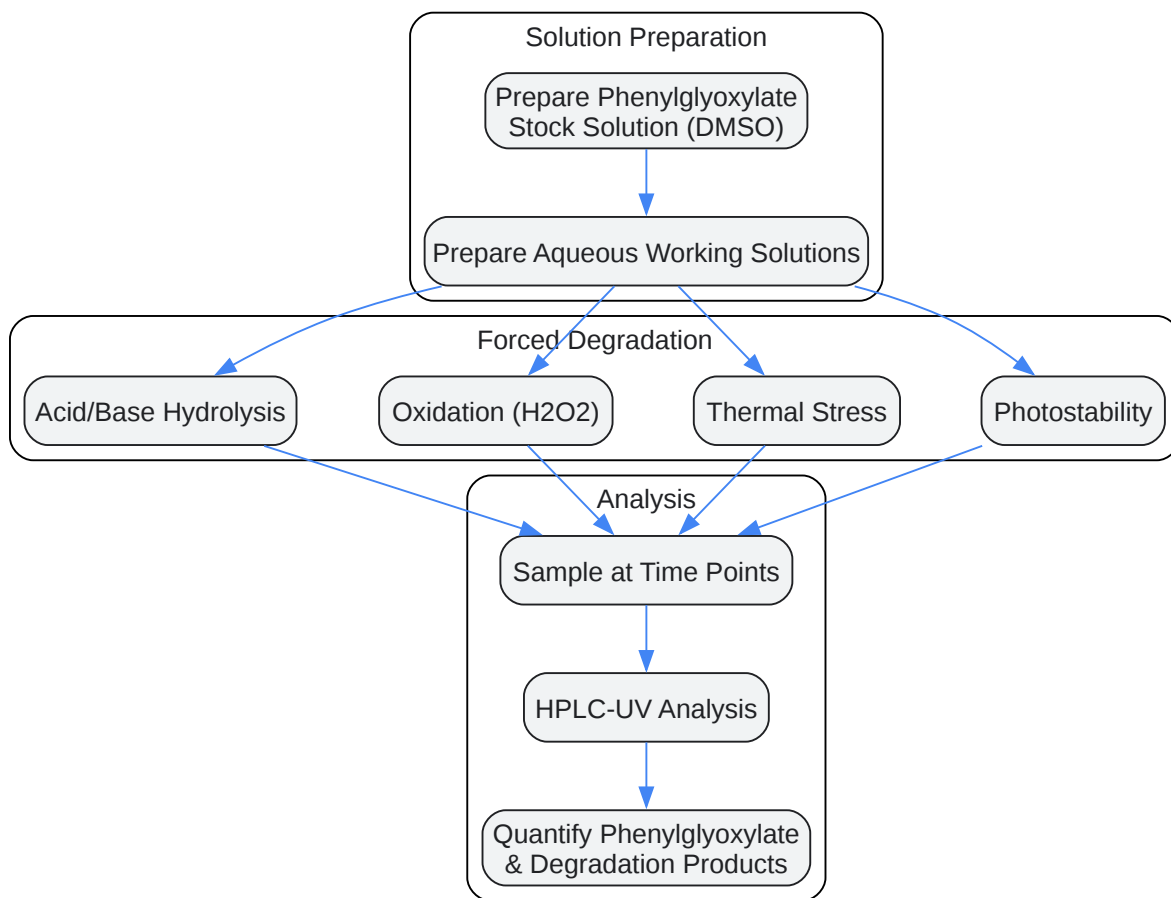 Solution Preparation
Prepare Phenylglyoxylate
Stock Solution (DMSO)
Prepare Aqueous Working Solutions
Forced Degradation
Acid/Base Hydrolysis
Oxidation (H2O2)
Thermal Stress
Photostability
Analysis
Sample at Time Points
HPLC-UV Analysis
Quantify Phenylglyoxylate
& Degradation Products